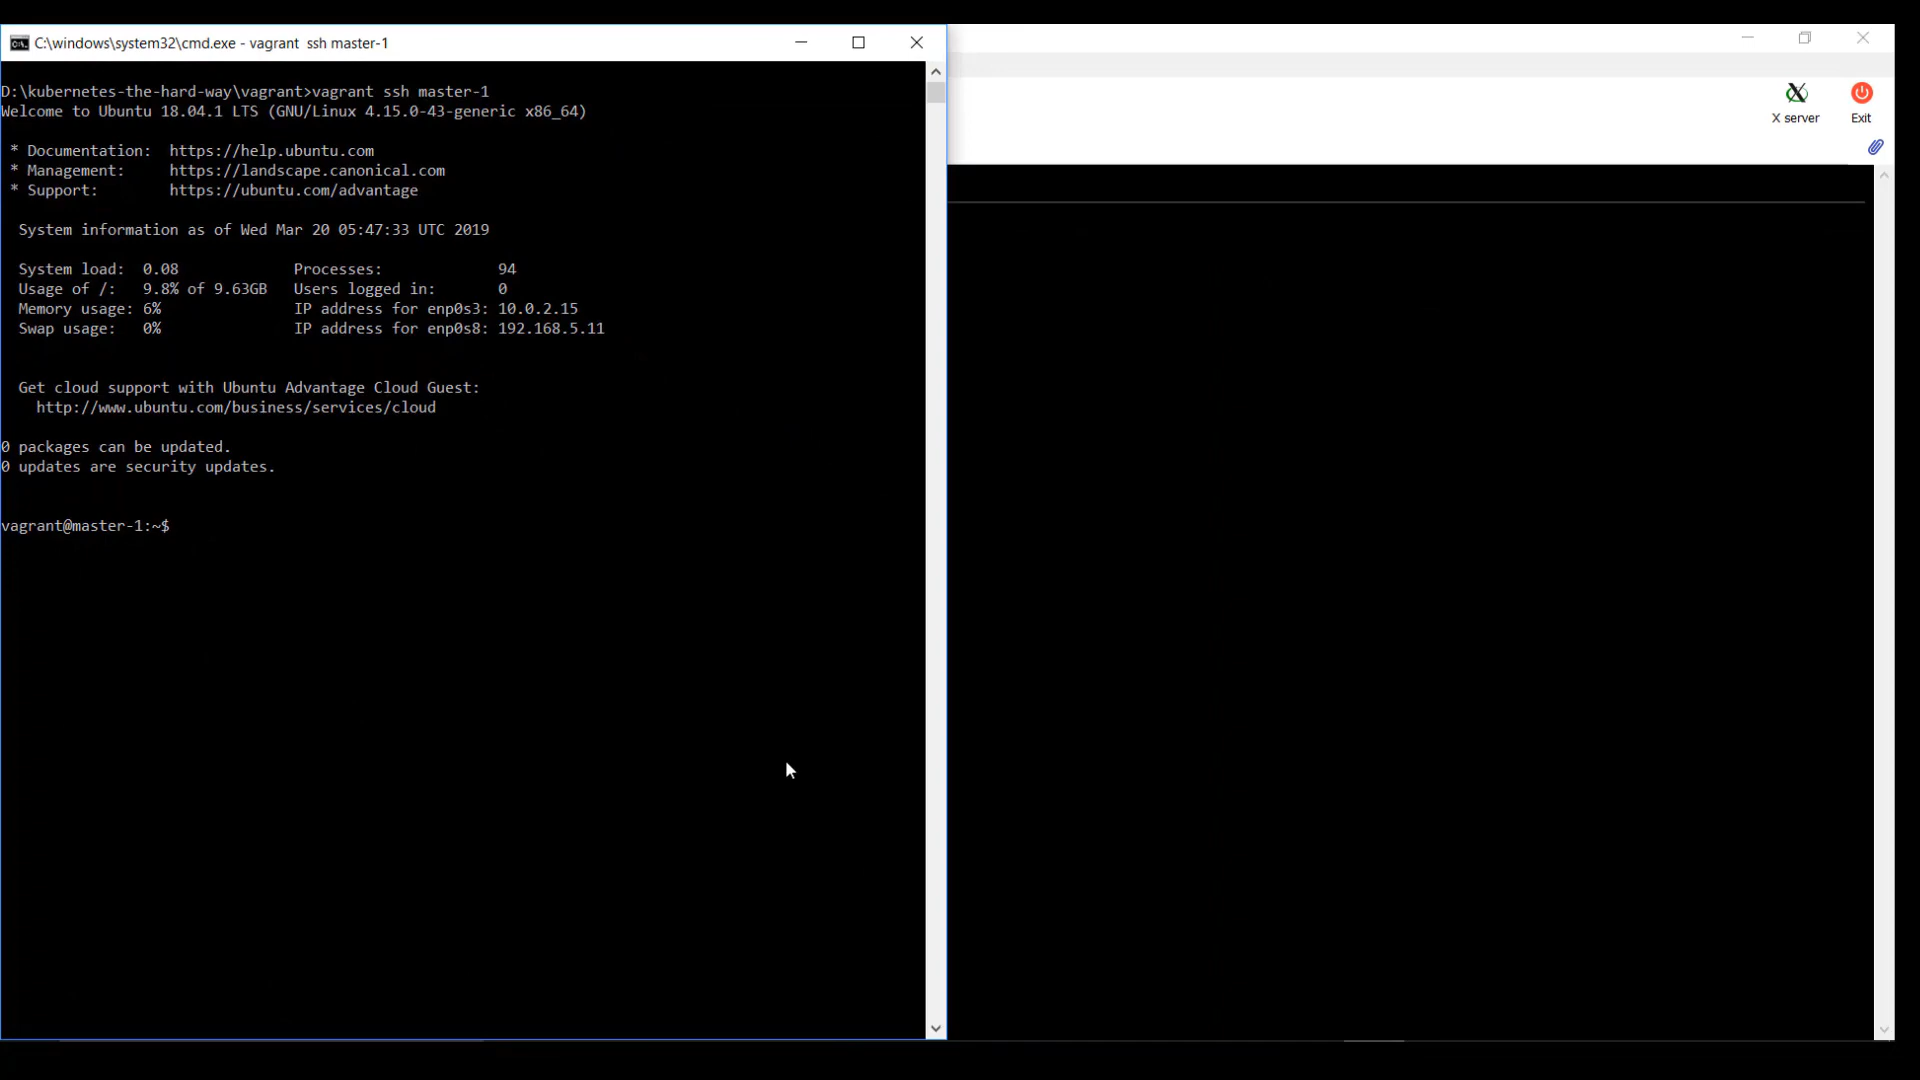 C:\windows\system32\cmd.exe - vagrant  ssh master-1
D:\kubernetes-the-hard-way\vagrant>vagrant ssh master-1
Welcome to Ubuntu 18.04.1 LTS (GNU/Linux 4.15.0-43-generic x86_64)
* Documentation:  https://help.ubuntu.com
* Management:     https://landscape.canonical.com
* Support:        https://ubuntu.com/advantage
System information as of Wed Mar 20 05:47:33 UTC 2019
System load:  0.08             Processes:             94
Usage of /:   9.8% of 9.63GB   Users logged in:       0
Memory usage: 6%               IP address for enp0s3: 10.0.2.15
Swap usage:   0%               IP address for enp0s8: 192.168.5.11
Get cloud support with Ubuntu Advantage Cloud Guest:
http://www.ubuntu.com/business/services/cloud
0 packages can be updated.
0 updates are security updates.
vagrant@master-1:~$
X server
Exit